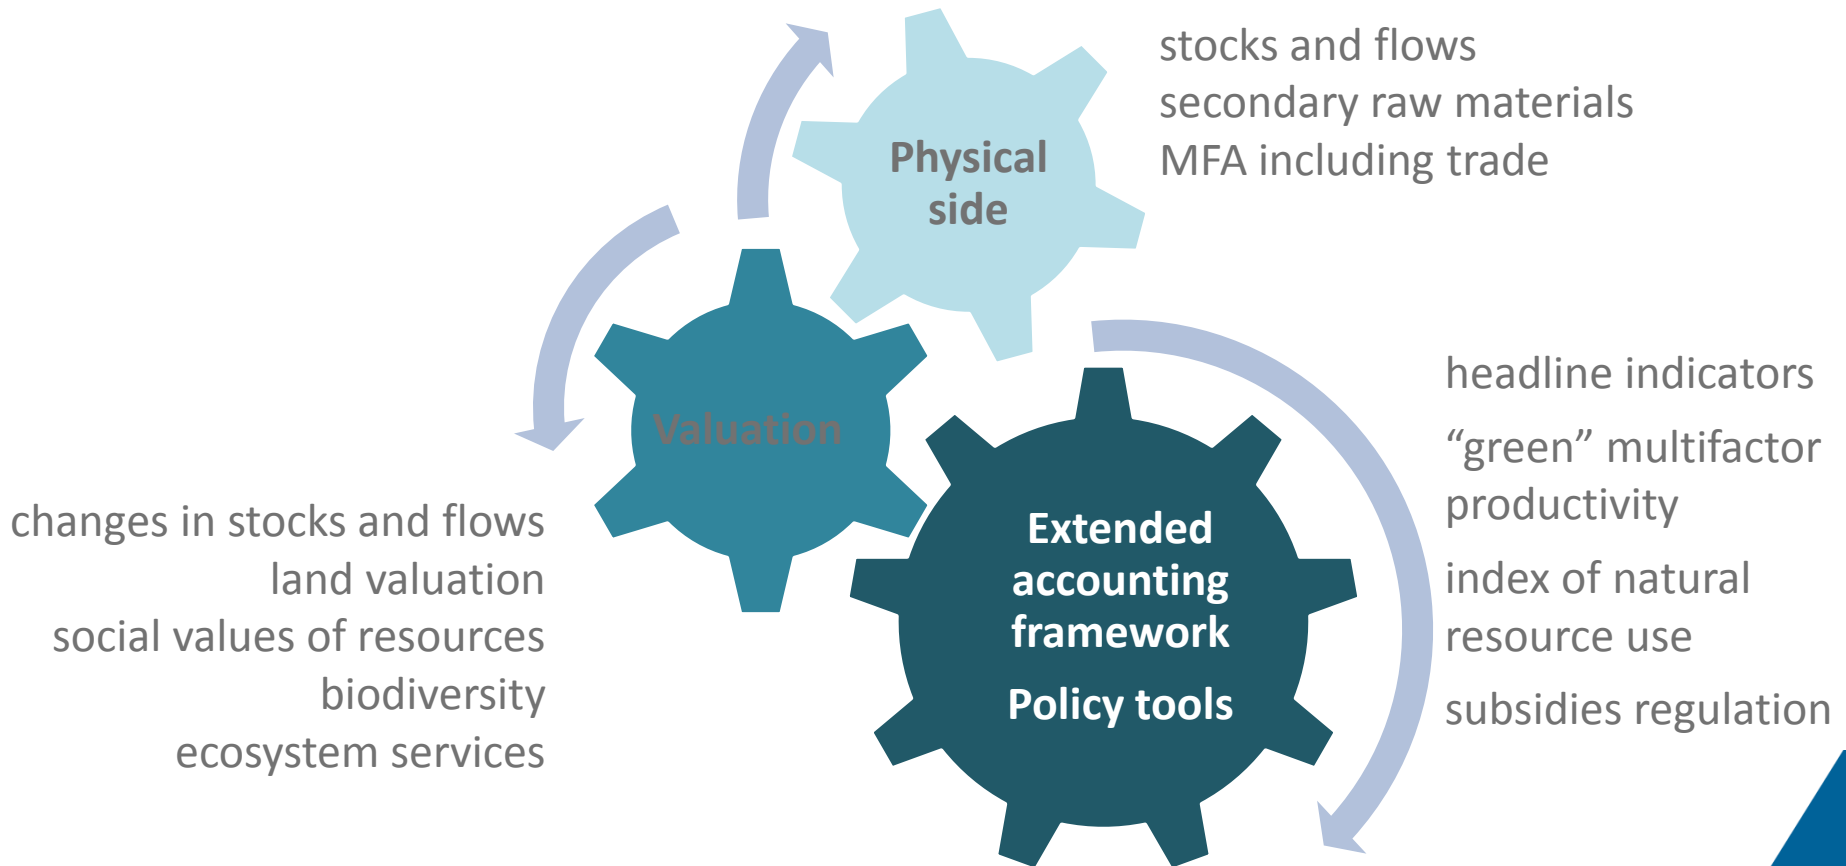 stocks and flows
secondary raw materials
MFA including trade
Physical
side
Valuation
changes in stocks and flows
land valuation
social values of resources
biodiversity
ecosystem services
Extended
accounting
framework
Policy tools
headline indicators
“green” multifactor
productivity
index of natural
resource use
subsidies regulation